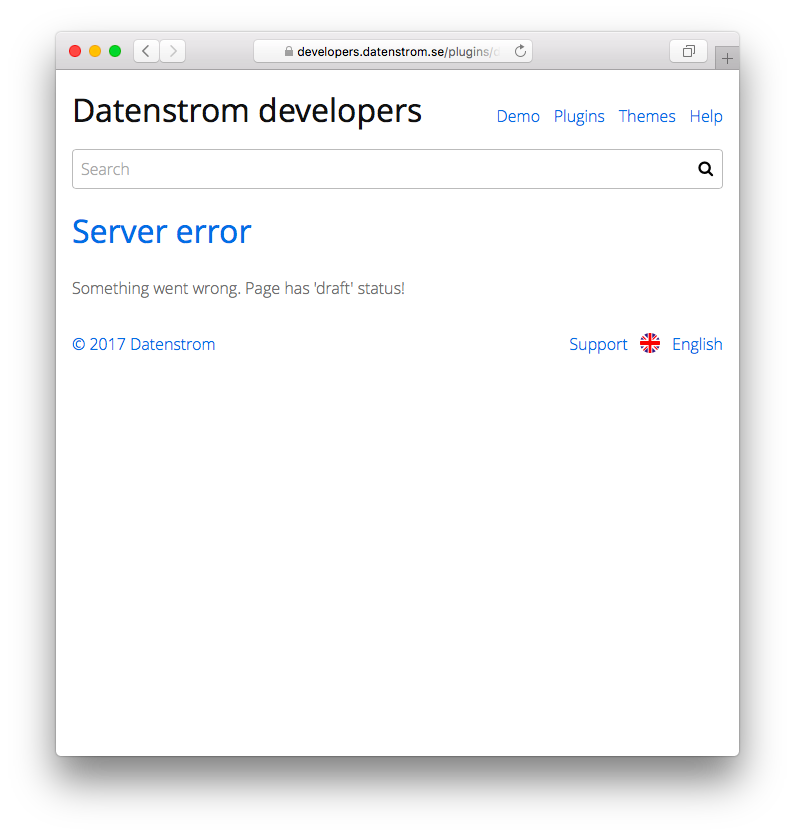 developers.datenstrom.se/plugins/
Datenstrom developers
Demo Plugins Themes Help
Search
Server error
Something went wrong. Page has 'draft' status!
© 2017 Datenstrom
Support English